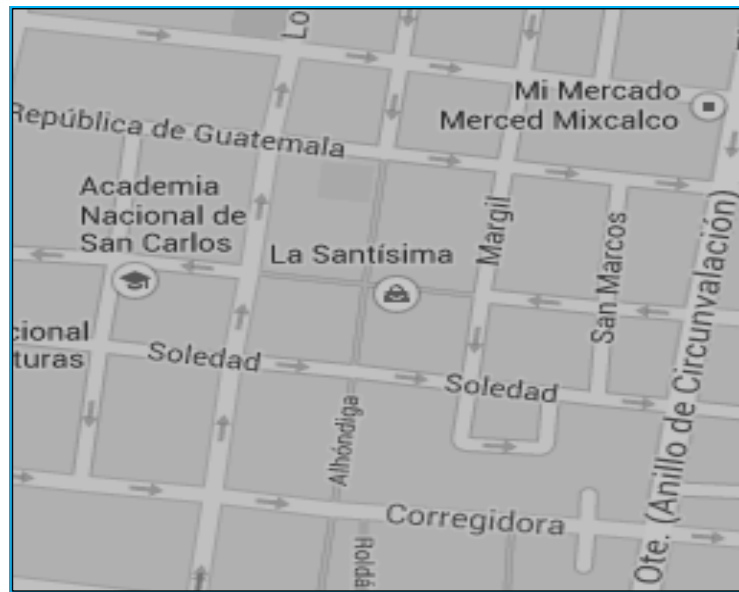 Lo
Mi Mercado
Merced Mixcalco
República de Guatemala
Academia
Nacional de
San Carlos
La Santísima
Margil
San Marcos
Ote. (Anillo de Circunvalación)
cional
turas
Soledad
Soledad
Alhóndiga
Corregidora
Roldá